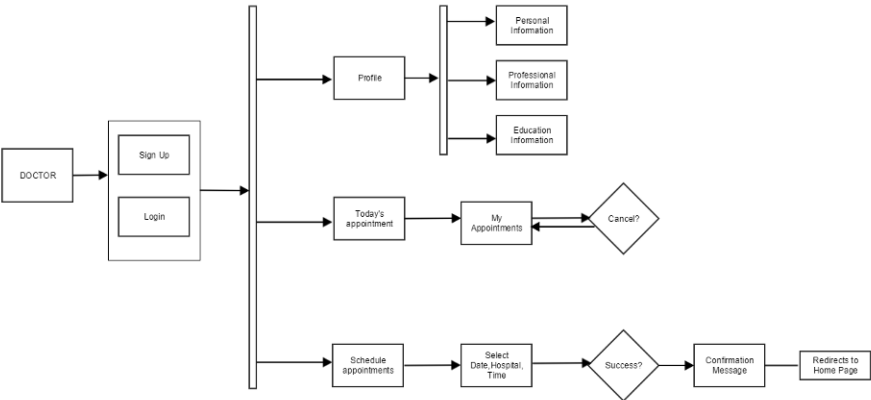 DOCTOR
Sign Up
Login
Profile
Personal
Information
Professional
Information
Education
Information
Today's
appointment
My
Appointments
Cancel?
Schedule
appointments
Select
Date,Hospital,
Time
Success?
Confirmation
Message
Redirects to
Home Page